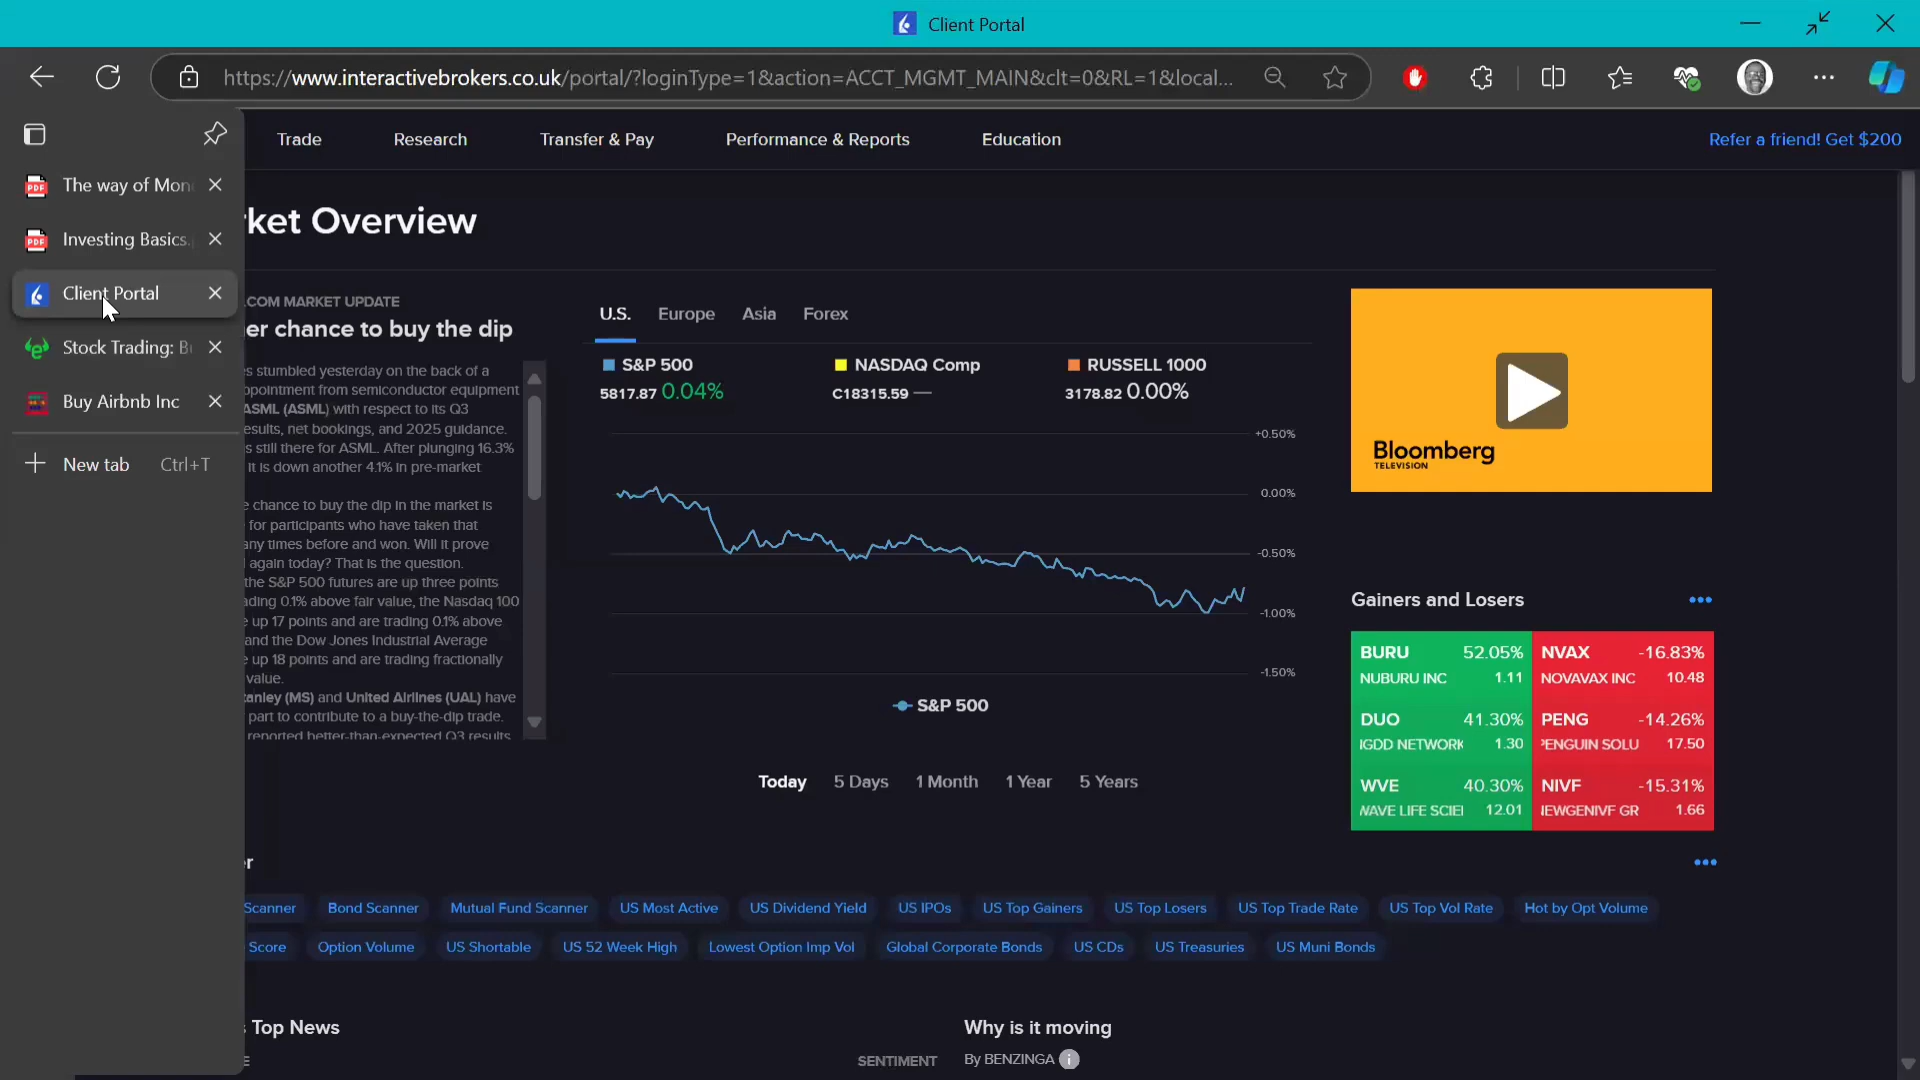 Client Portal
https://www.interactivebrokers.co.uk/portal/?loginType=1&action=ACCT_MGMT_MAIN&clt=0&RL=1&local...
Trade
Research
Transfer & Pay
Performance & Reports
Education
Refer a friend! Get $200
The way of Mon
Investing Basics.
Client Portal
Stock Trading: B
Buy Airbnb Inc
New tab Ctrl+T
ket Overview
.COM MARKET UPDATE
er chance to buy the dip
s stumbled yesterday on the back of a
ppointment from semiconductor equipment
ASML (ASML) with respect to its Q3
esults, net bookings, and 2025 guidance.
s still there for ASML. After plunging 16.3%
it is down another 4.1% in pre-market
e chance to buy the dip in the market is
for participants who have taken that
any times before and won. Will it prove
again today? That is the question.
the S&P 500 futures are up three points
ading 0.1% above fair value, the Nasdaq 100
e up 17 points and are trading 0.1% above
and the Dow Jones Industrial Average
e up 18 points and are trading fractionally
value.
tanley (MS) and United Airlines (UAL) have
part to contribute to a buy-the-dip trade.
reported better-than-expected Q3 results
U.S.
Europe
Asia
Forex
S&P 500
5817.87 0.04%
NASDAQ Comp
C18315.59 —
RUSSELL 1000
3178.82 0.00%
+0.50%
0.00%
-0.50%
-1.00%
-1.50%
S&P 500
Today
5 Days
1 Month
1 Year
5 Years
Bloomberg
TELEVISION
Gainers and Losers
BURU 52.05%
NUBURU INC 1.11
DUO 41.30%
IGDD NETWORK 1.30
WVE 40.30%
WAVE LIFE SCIE 12.01
NVAX -16.83%
NOVAVAX INC 10.48
PENG -14.26%
PENGUIN SOLU 17.50
NIVF -15.31%
IEWGENIVF GR 1.66
r
Scanner
Bond Scanner
Mutual Fund Scanner
US Most Active
US Dividend Yield
US IPOs
US Top Gainers
US Top Losers
US Top Trade Rate
US Top Vol Rate
Hot by Opt Volume
Score
Option Volume
US Shortable
US 52 Week High
Lowest Option Imp Vol
Global Corporate Bonds
US CDs
US Treasuries
US Muni Bonds
s Top News
SENTIMENT
Why is it moving
By BENZINGA